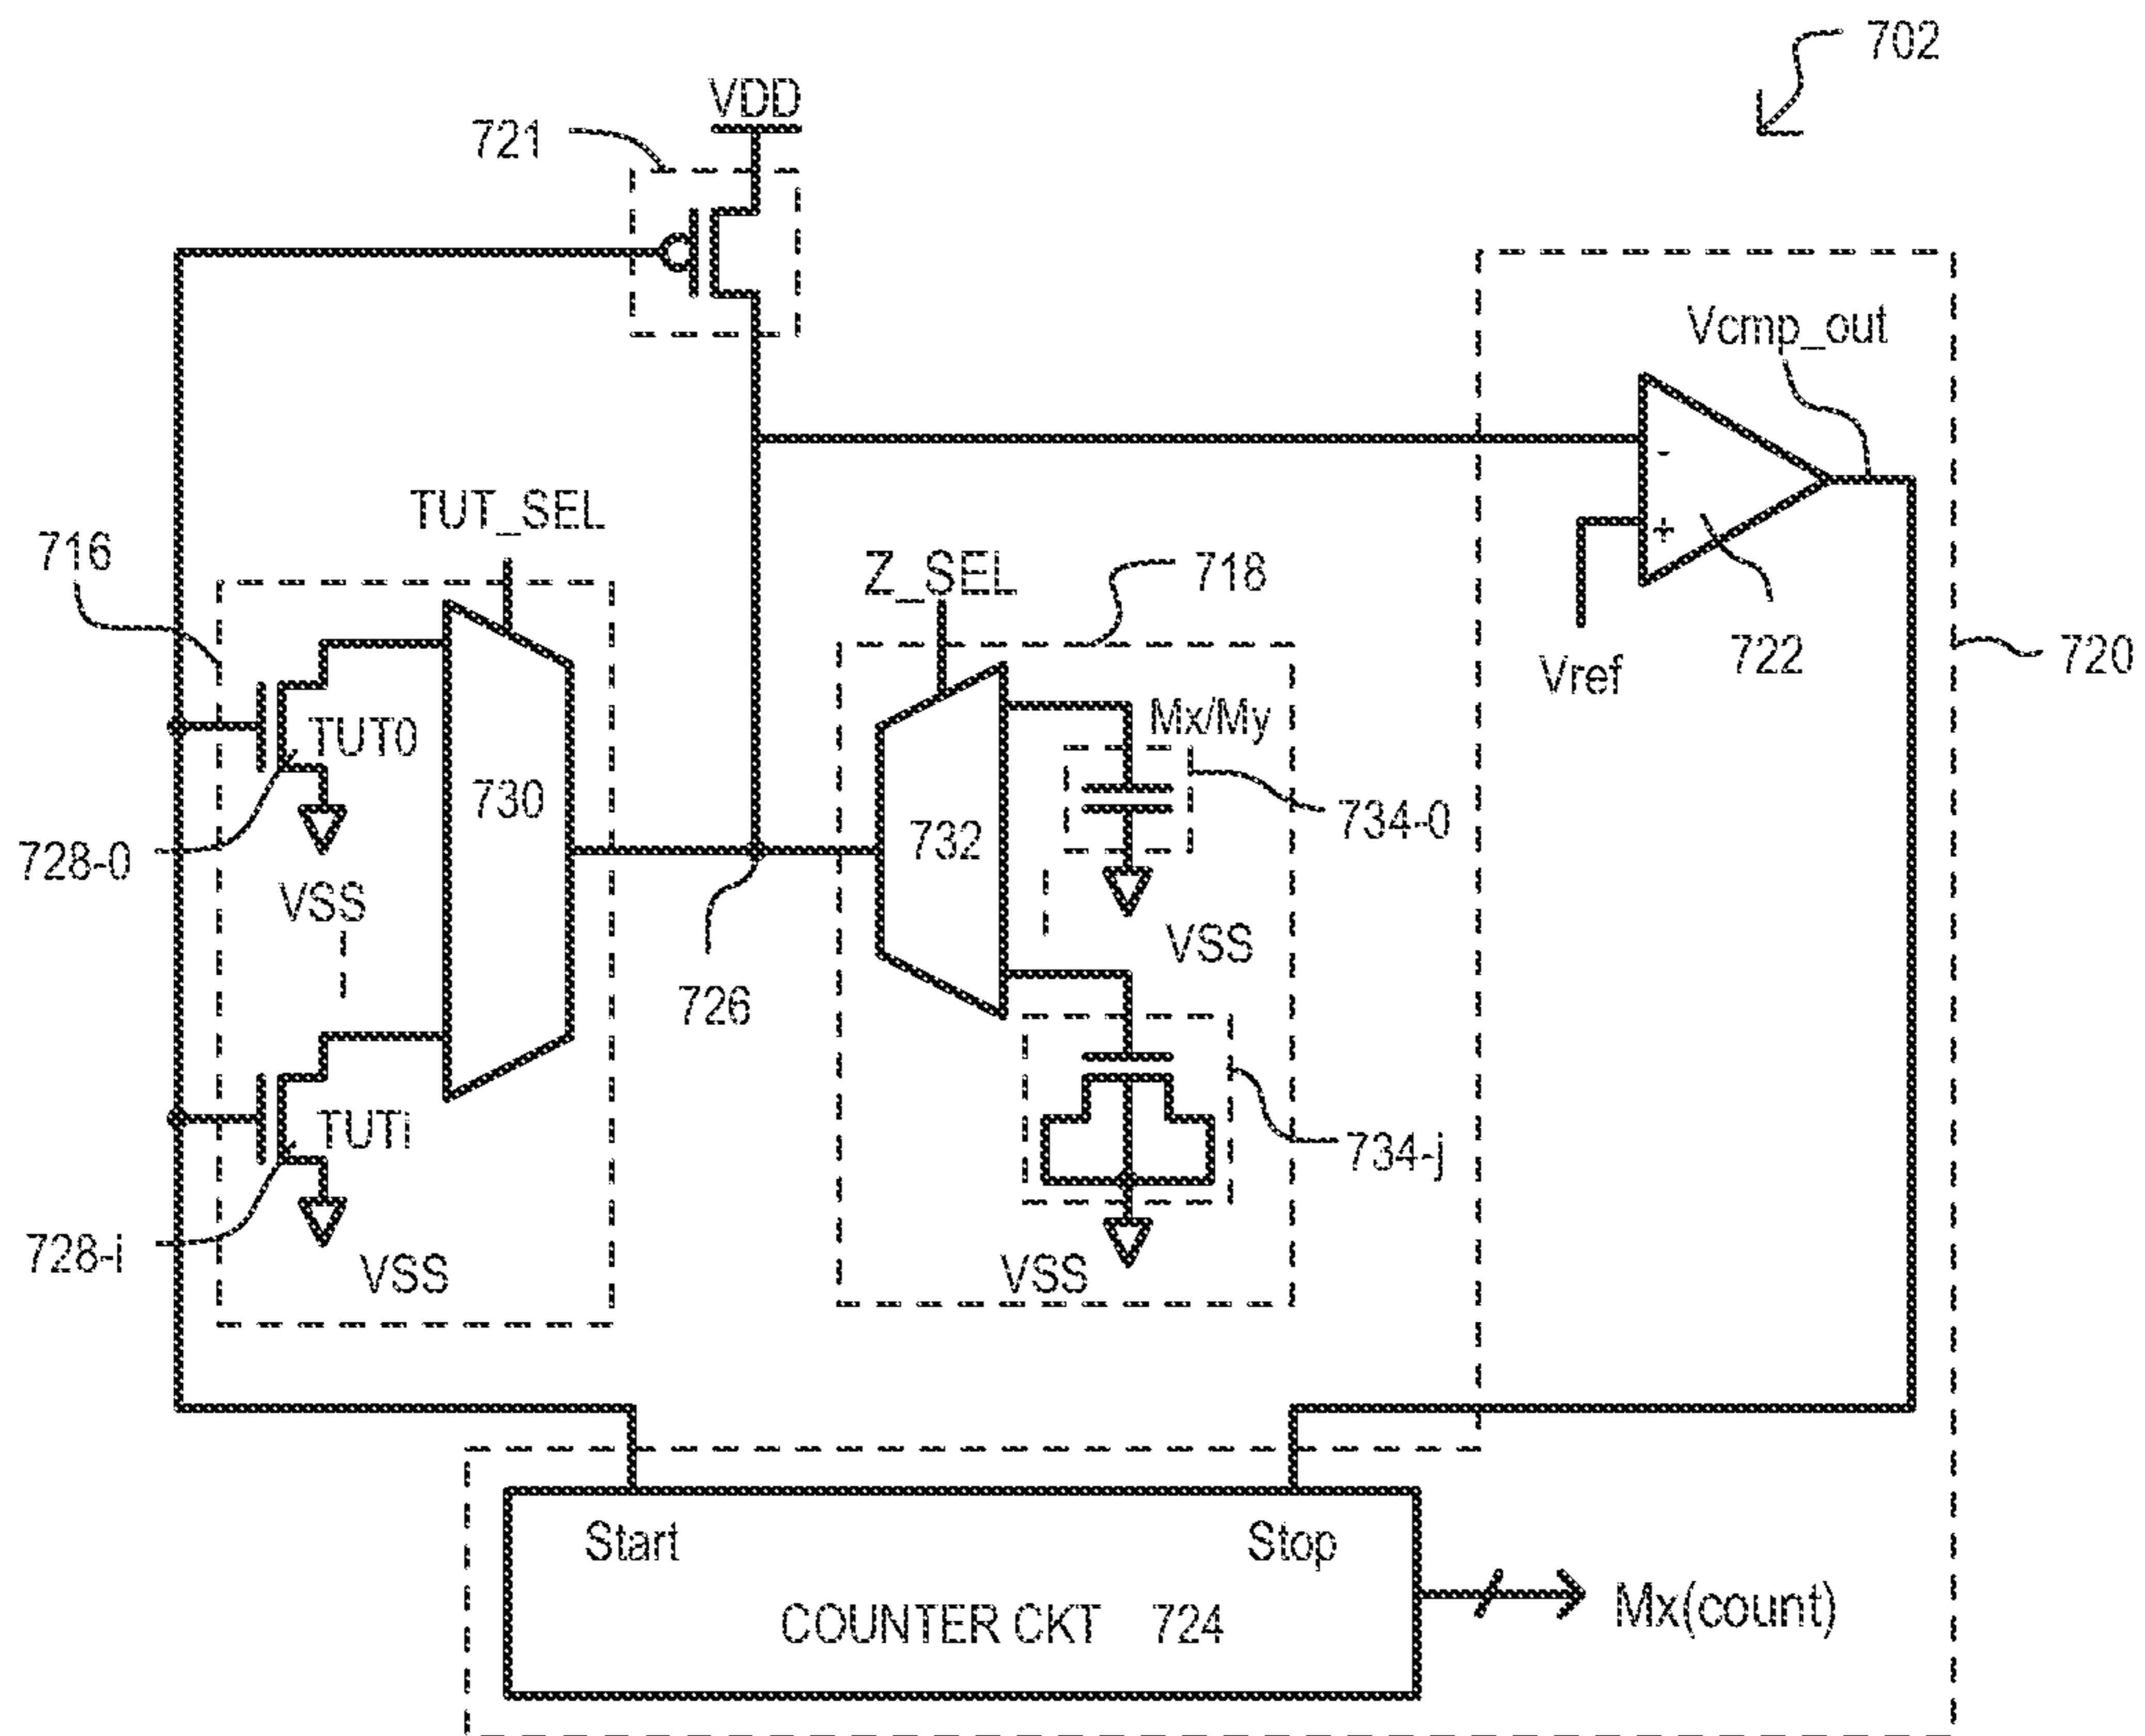 702
VDD
721
Vcmp_out
TUT_SEL
716
Z_SEL
718
-
+
Vref
722
720
TUT0
Mx/My
730
732
734-0
728-0
VSS
VSS
726
TUTi
734-j
728-i
VSS
VSS
Start
Stop
COUNTER CKT 724
Mx(count)